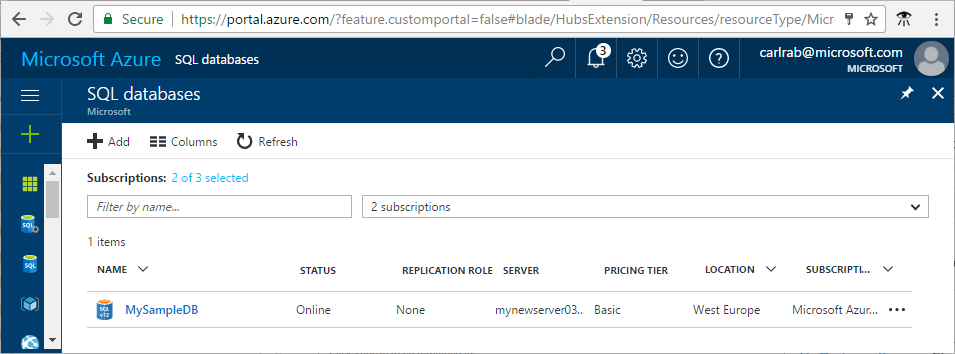 Secure https://portal.azure.com/?feature.customportal=false#blade/HubsExtension/Resources/resourceType/Micr
Microsoft Azure SQL databases 3 carlrab@microsoft.com
MICROSOFT
SQL databases
Microsoft
Add Columns Refresh
Subscriptions: 2 of 3 selected
Filter by name... 2 subscriptions
1 items
NAME STATUS REPLICATION ROLE SERVER PRICING TIER LOCATION SUBSCRIPTI...
MySampleDB Online None mynewserver03... Basic West Europe Microsoft Azur... ...